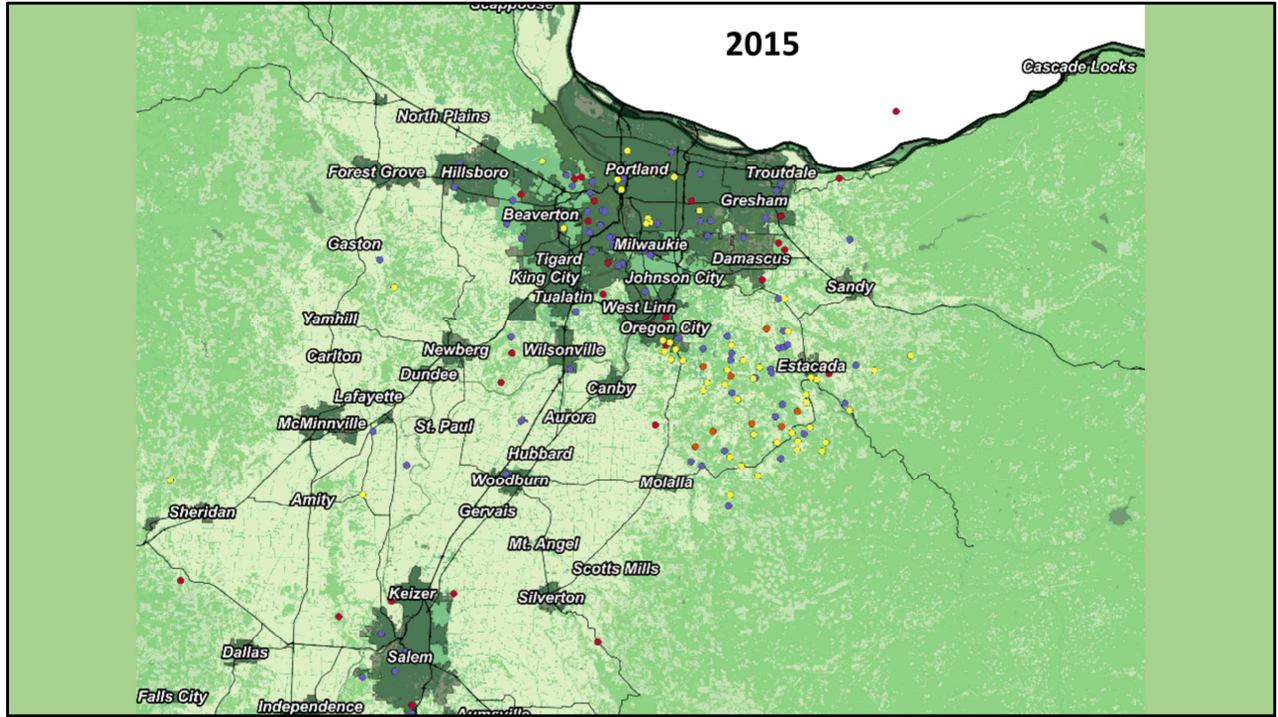 Scappoose
2015
Cascade Locks
North Plains
Forest Grove
Hillsboro
Portland
Troutdale
Gresham
Beaverton
Gaston
Milwaukie
Tigard
Damascus
King City
Johnson City
Sandy
Tualatin
West Linn
Yamhill
Oregon City
Carlton
Newberg
Wilsonville
Estacada
Dundee
Canby
Lafayette
Aurora
McMinnville
St. Paul
Hubbard
Woodburn
Molalla
Amity
Sheridan
Gervais
Mt. Angel
Scotts Mills
Keizer
Silverton
Dallas
Salem
Falls City
Independence
Aumsville